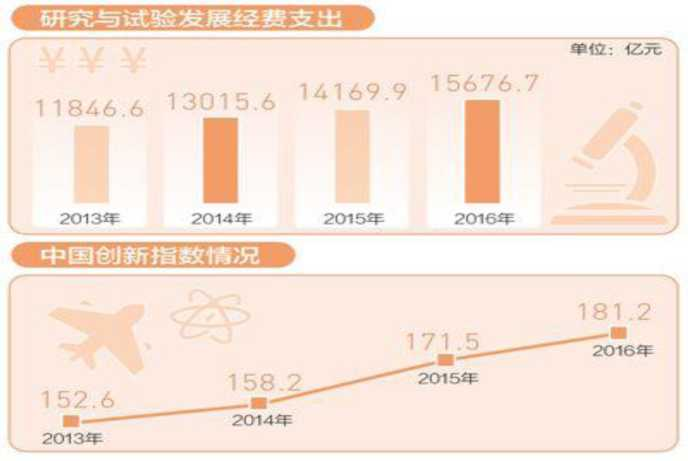 研究与试验发展经费支出
单位：亿元
¥ ¥ ¥
11846.6
13015.6
14169.9
15676.7
2013年
2014年
2015年
2016年
中国创新指数情况
181.2
2016年
171.5
2015年
158.2
2014年
152.6
2013年